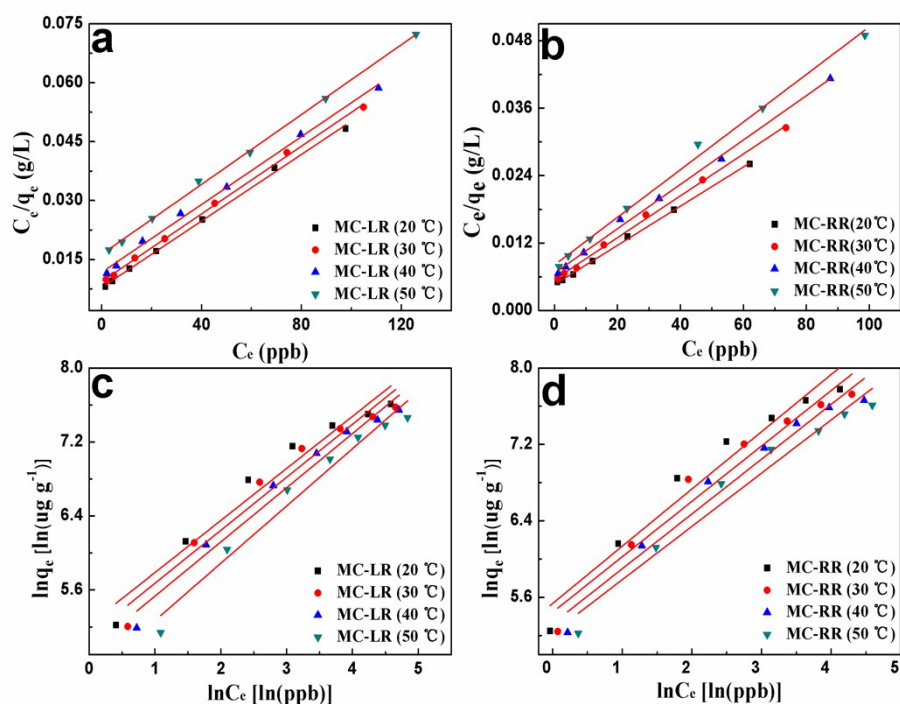 a
0.075
0.060
0.045
0.030
0.015
Cₑ/qₑ (g/L)
MC-LR (20 ℃)
MC-LR (30 ℃)
MC-LR (40 ℃)
MC-LR (50 ℃)
0 40 80 120
Cₑ (ppb)
b
0.048
0.036
0.024
0.012
0.000
Cₑ/qₑ (g/L)
MC-RR(20℃)
MC-RR(30℃)
MC-RR(40℃)
MC-RR(50℃)
0 20 40 60 80 100
Cₑ (ppb)
c
8.0
7.2
6.4
5.6
lnqₑ [ln(ug g⁻¹)]
MC-LR (20 ℃)
MC-LR (30 ℃)
MC-LR (40 ℃)
MC-LR (50 ℃)
0 1 2 3 4 5
lnCₑ [ln(ppb)]
d
8.0
7.2
6.4
5.6
lnqₑ [ln(ug g⁻¹)]
MC-RR (20 ℃)
MC-RR (30 ℃)
MC-RR (40 ℃)
MC-RR (50 ℃)
0 1 2 3 4 5
lnCₑ [ln(ppb)]